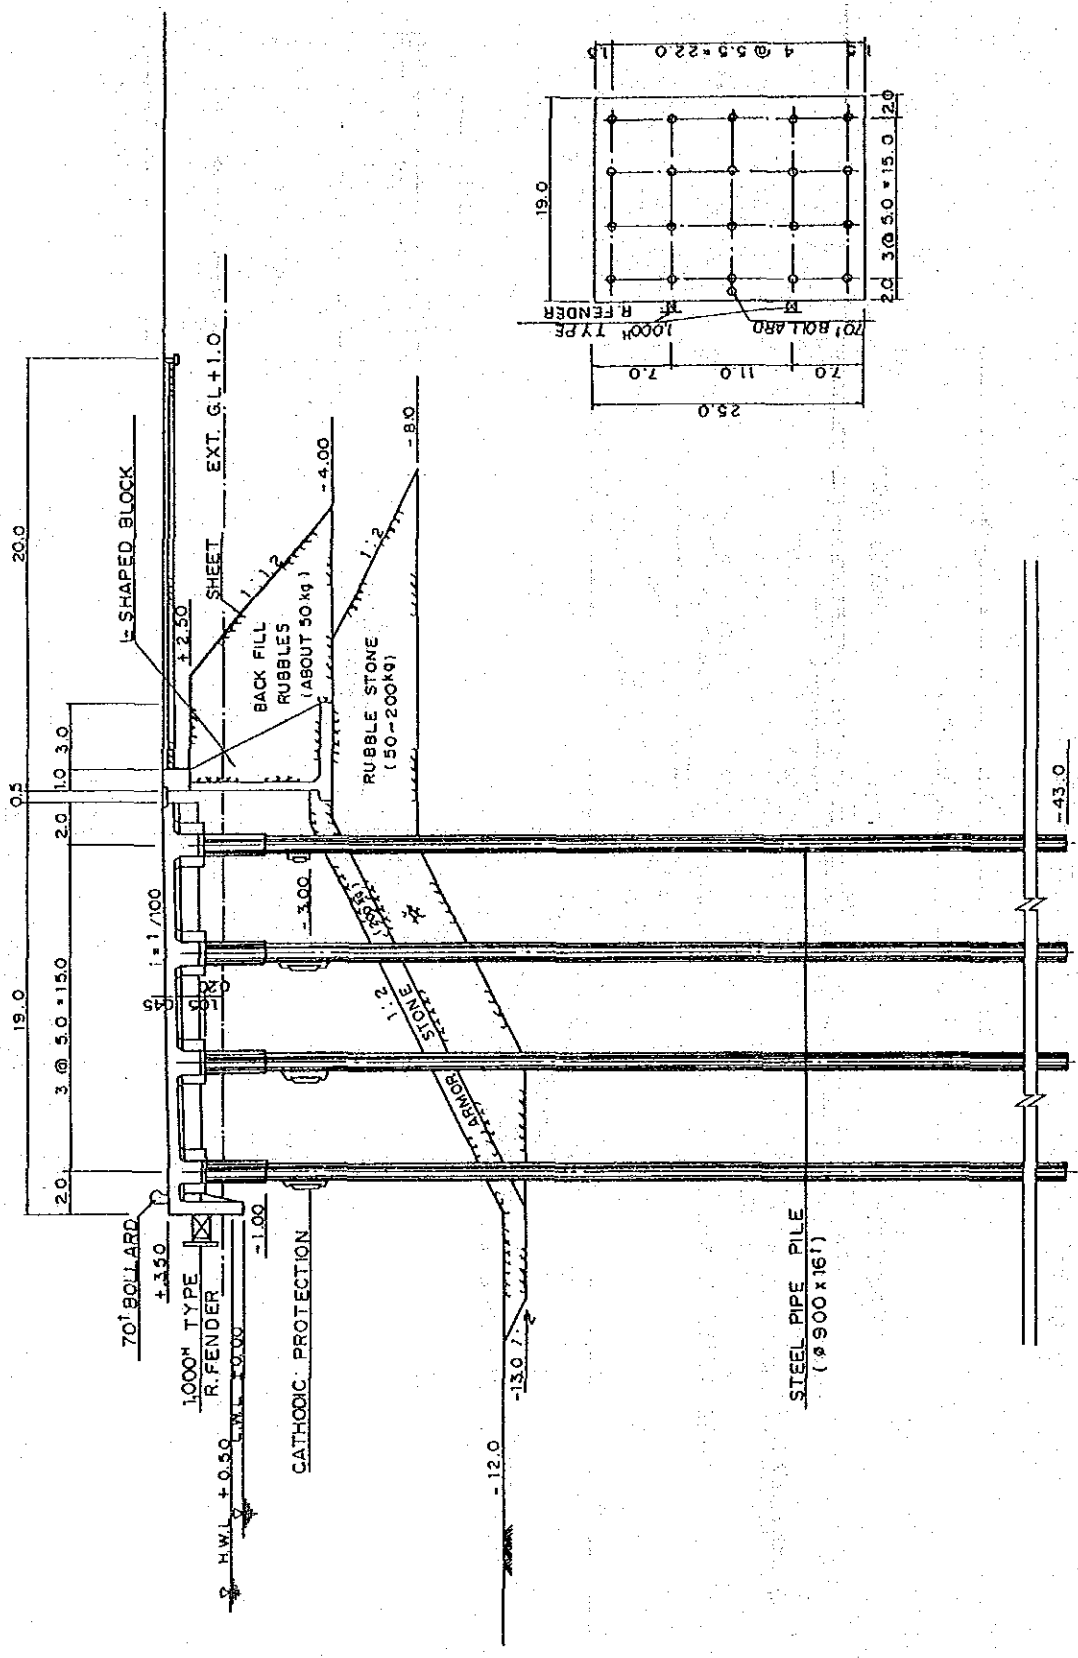 20.0
19.0
0.5
2.0
3 @ 5.0 = 15.0
2.0
1.0
3.0
L- SHAPED BLOCK
70ᵗ BOLLARD
+3.50
1,000ᴴ TYPE
R. FENDER
H.W.L + 0.50
L.W.L ±0.00
-1.00
i = 1/100
0.45
1.05
+ 2.50
SHEET
EXT. G.L + 1.0
1 : 1.2
BACK FILL
RUBBLES
(ABOUT 50 kg)
- 4.00
1 : 2
- 8.0
RUBBLE STONE
(50~200kg)
- 3.00
1 : 2
ARMOR STONE
CATHODIC PROTECTION
-12.0
-13.0
1 : 2
STEEL PIPE PILE
(φ900 x 16ᵗ)
- 43.0
19.0
1.5
4 @ 5.5 = 22.0
1.5
2.0
3 @ 5.0 = 15.0
2.0
1,000ᴴ TYPE
R. FENDER
70ᵗ BOLLARD
7.0
11.0
7.0
25.0